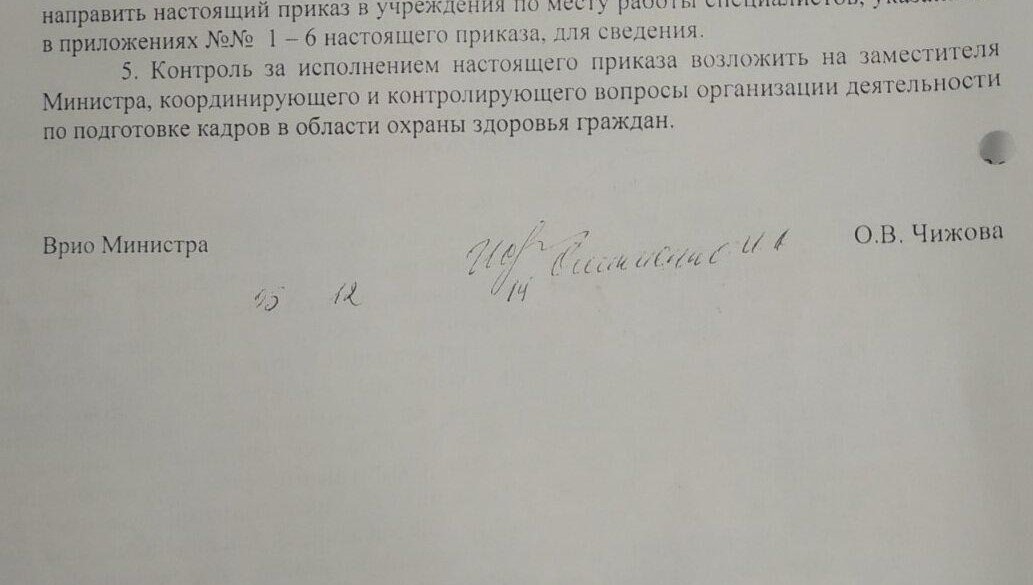 направить настоящий приказ в учреждения по месту работы специалистов,
в приложениях №№ 1 – 6 настоящего приказа, для сведения.
5. Контроль за исполнением настоящего приказа возложить на заместителя
Министра, координирующего и контролирующего вопросы организации деятельности
по подготовке кадров в области охраны здоровья граждан.
Врио Министра О.В. Чижова
05 12 14